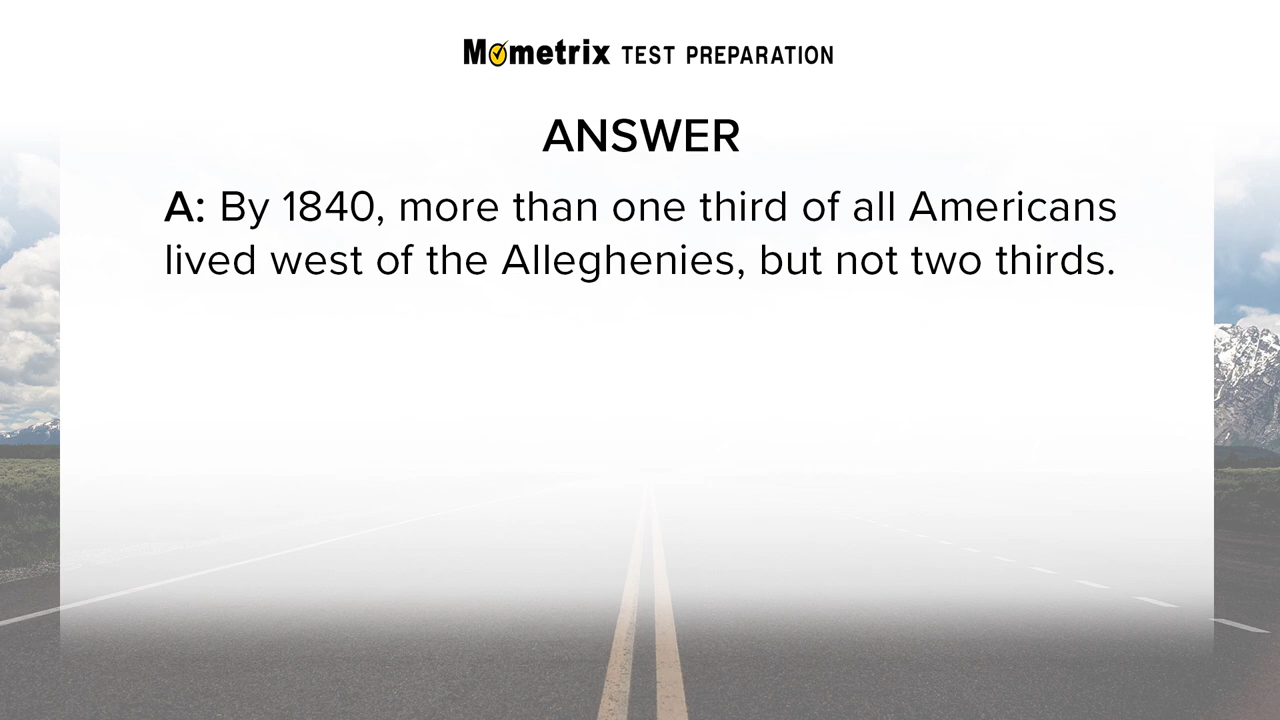 Mometrix TEST PREPARATION
ANSWER
A: By 1840, more than one third of all Americans
lived west of the Alleghenies, but not two thirds.